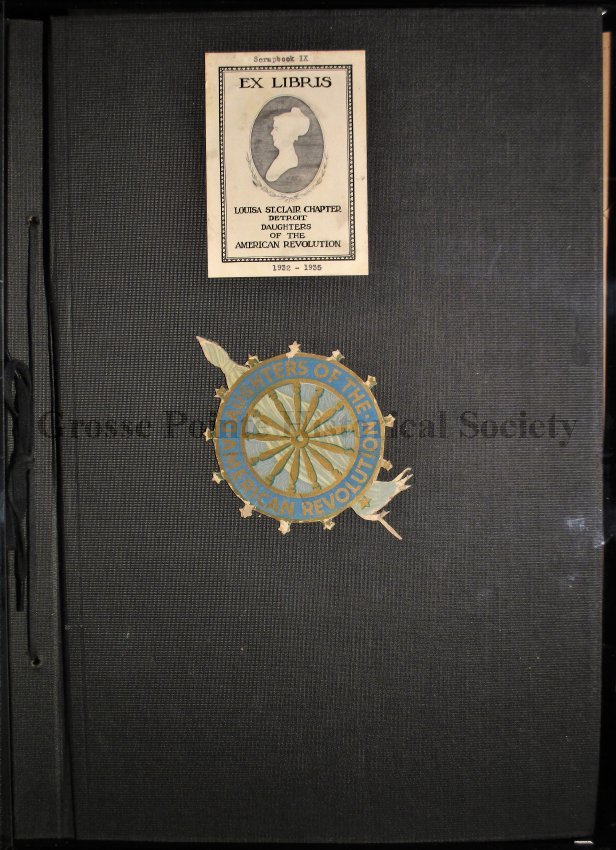 Scrapbook IX
EX LIBRIS
LOUISA ST. CLAIR CHAPTER
DETROIT
DAUGHTERS
OF THE
AMERICAN REVOLUTION
1932 - 1935
DAUGHTERS OF THE
AMERICAN REVOLUTION
Grosse Pointe Historical Society